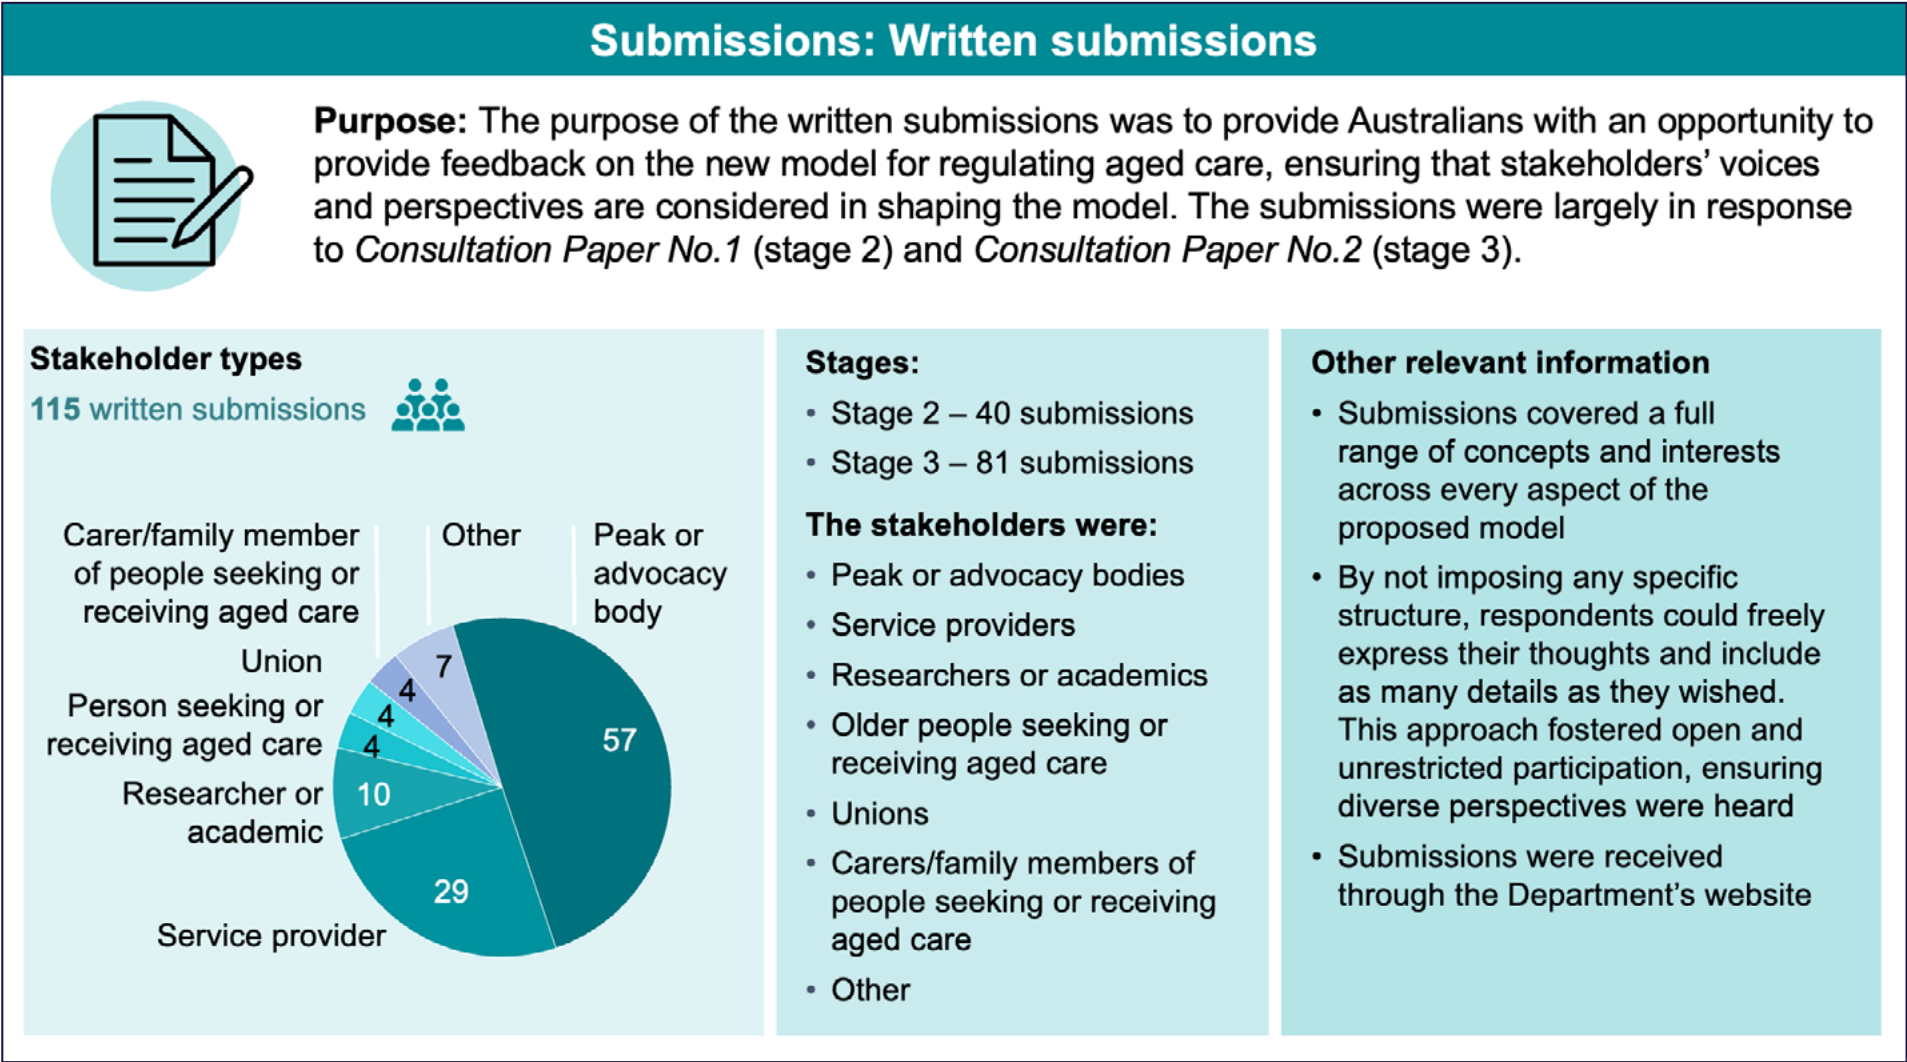 Submissions: Written submissions
Purpose: The purpose of the written submissions was to provide Australians with an opportunity to
provide feedback on the new model for regulating aged care, ensuring that stakeholders’ voices
and perspectives are considered in shaping the model. The submissions were largely in response
to Consultation Paper No.1 (stage 2) and Consultation Paper No.2 (stage 3).
Stakeholder types
115 written submissions
Carer/family member
of people seeking or
receiving aged care
Other
Peak or
advocacy
body
Union
Person seeking or
receiving aged care
Researcher or
academic
Service provider
7
4
4
4
10
29
57
Stages:
• Stage 2 – 40 submissions
• Stage 3 – 81 submissions
The stakeholders were:
• Peak or advocacy bodies
• Service providers
• Researchers or academics
• Older people seeking or
receiving aged care
• Unions
• Carers/family members of
people seeking or receiving
aged care
• Other
Other relevant information
• Submissions covered a full
range of concepts and interests
across every aspect of the
proposed model
• By not imposing any specific
structure, respondents could freely
express their thoughts and include
as many details as they wished.
This approach fostered open and
unrestricted participation, ensuring
diverse perspectives were heard
• Submissions were received
through the Department’s website